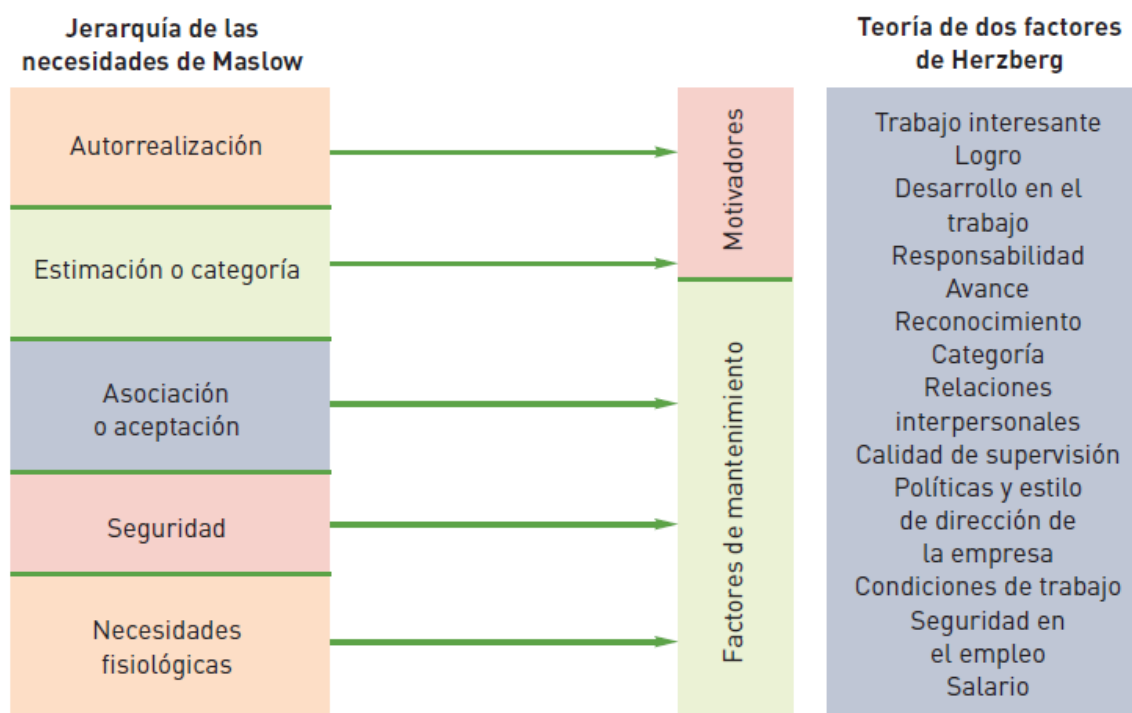 Jerarquía de las
necesidades de Maslow
Autorrealización
Estimación o categoría
Asociación
o aceptación
Seguridad
Necesidades
fisiológicas
Motivadores
Factores de mantenimiento
Teoría de dos factores
de Herzberg
Trabajo interesante
Logro
Desarrollo en el
trabajo
Responsabilidad
Avance
Reconocimiento
Categoría
Relaciones
interpersonales
Calidad de supervisión
Políticas y estilo
de dirección de
la empresa
Condiciones de trabajo
Seguridad en
el empleo
Salario